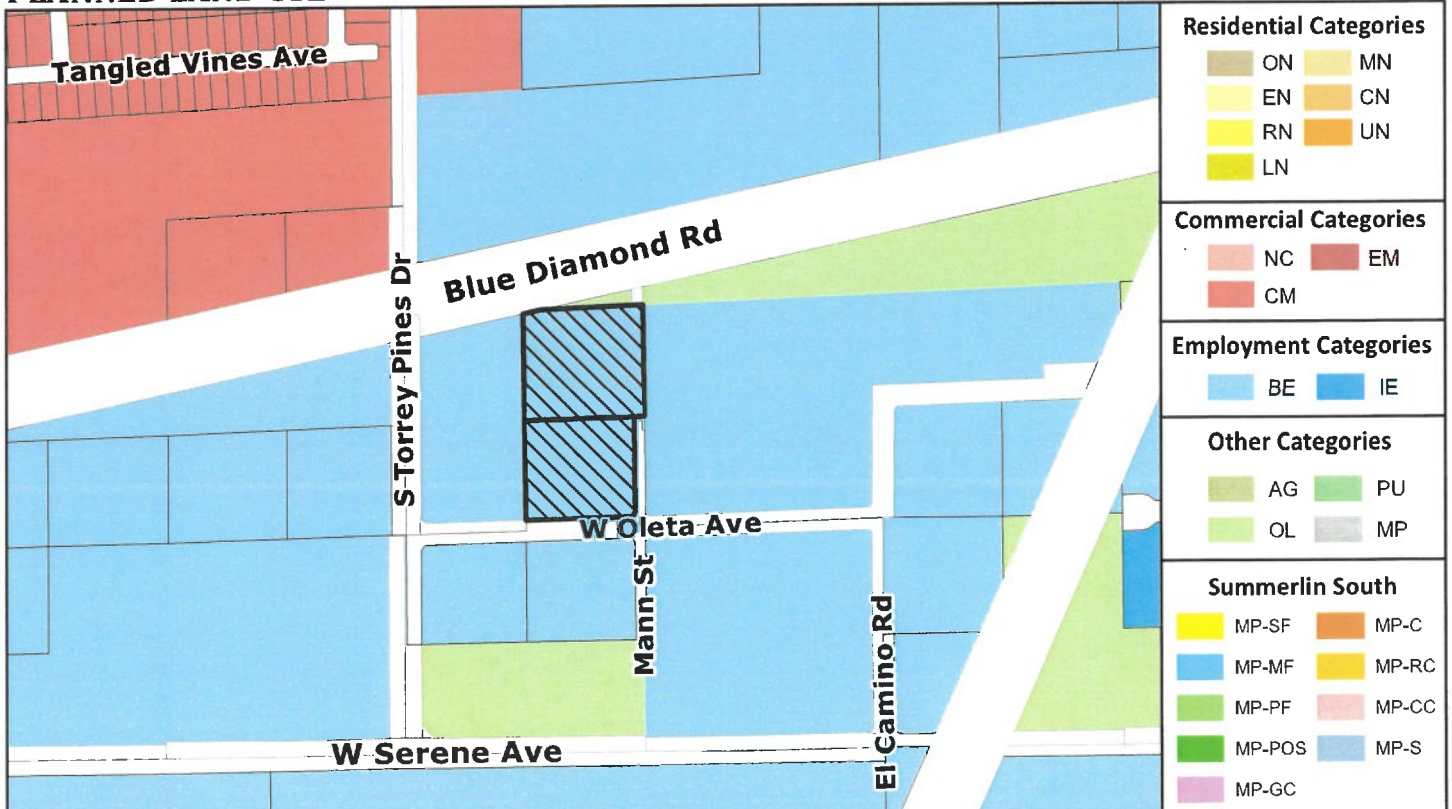 Tangled Vines Ave
Blue Diamond Rd
S Torrey Pines Dr
W Oleta Ave
Mann St
El Camino Rd
W Serene Ave
Residential Categories
ON MN
EN CN
RN UN
LN
Commercial Categories
NC EM
CM
Employment Categories
BE IE
Other Categories
AG PU
OL MP
Summerlin South
MP-SF MP-C
MP-MF MP-RC
MP-PF MP-CC
MP-POS MP-S
MP-GC